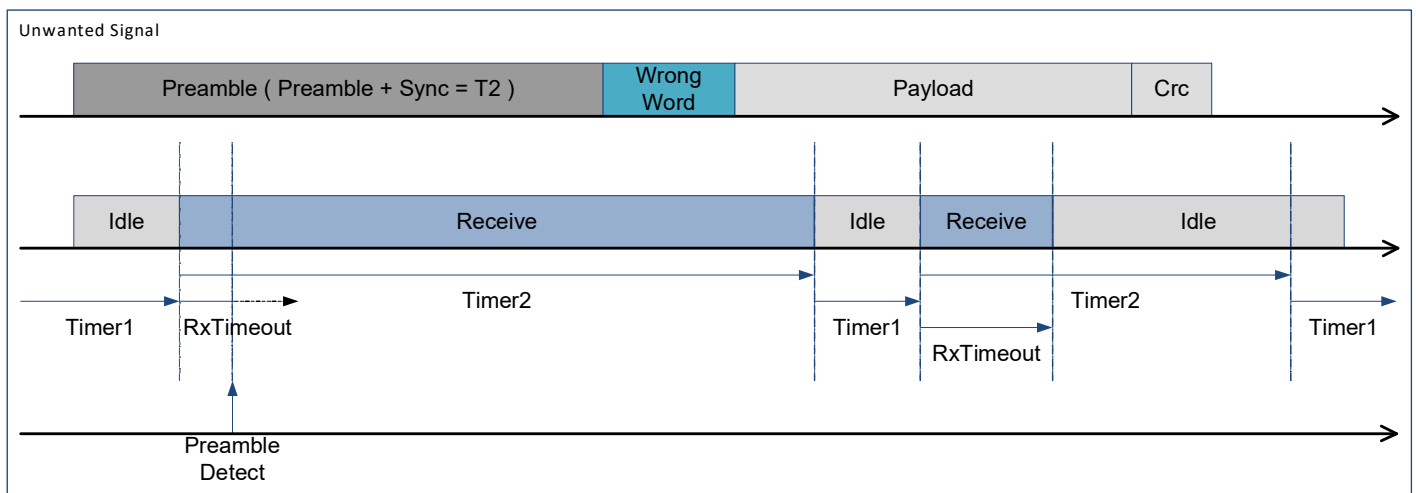 Unwanted Signal
Preamble ( Preamble + Sync = T2 )
Wrong
Word
Payload
Crc
Idle
Receive
Idle
Receive
Idle
Timer2
Timer2
Timer1
RxTimeout
Timer1
Timer1
RxTimeout
Preamble
Detect